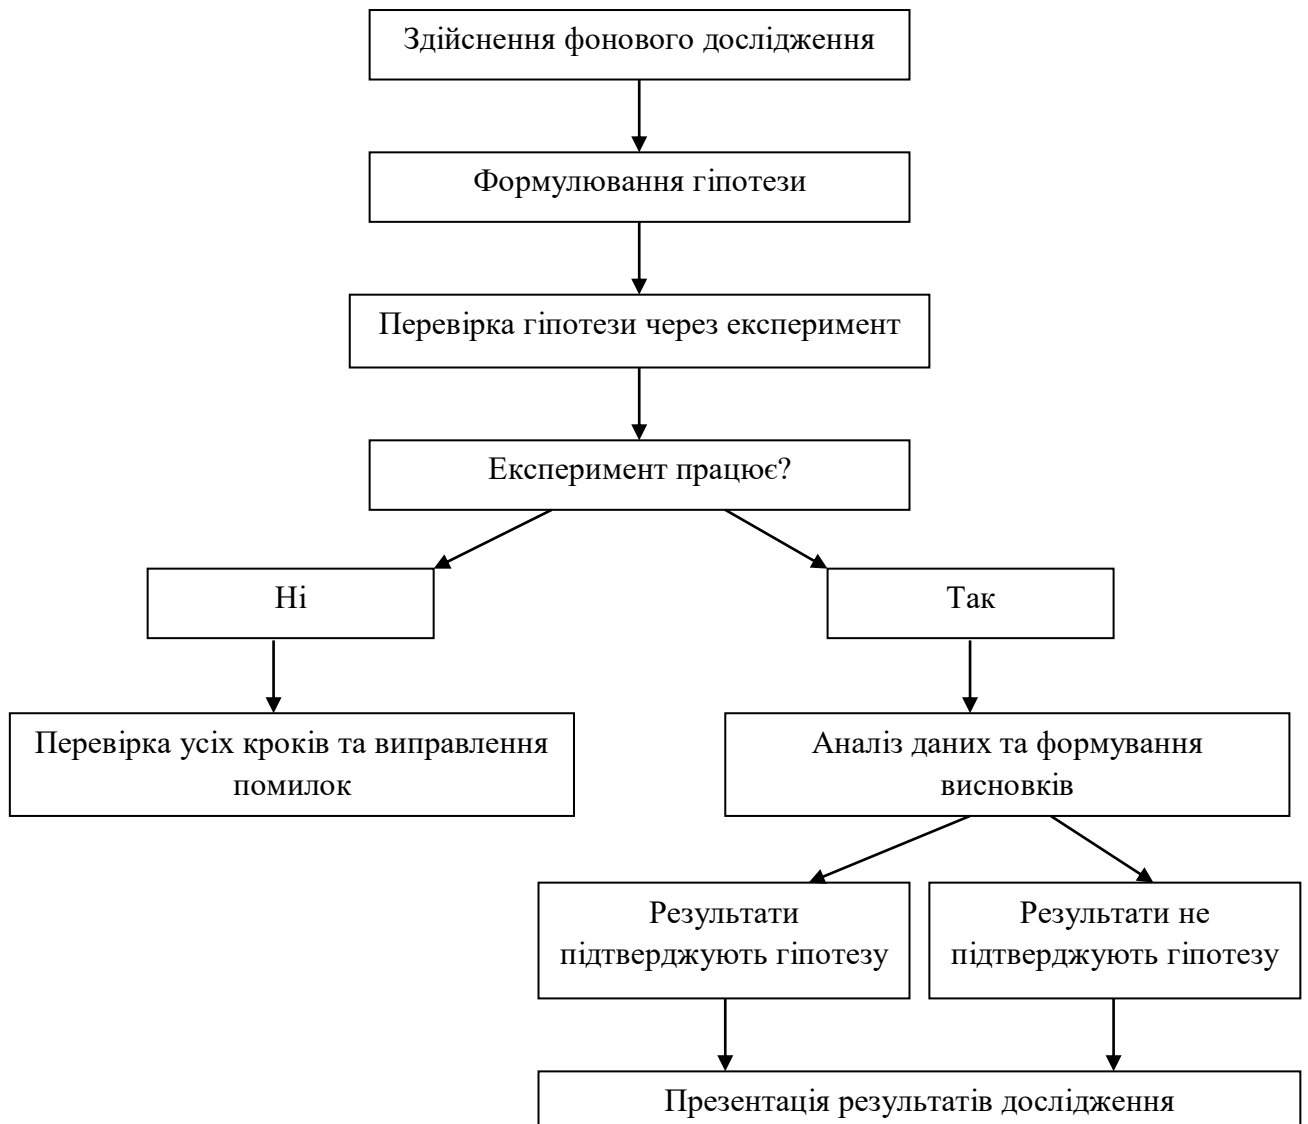 Здійснення фонового дослідження
Формулювання гіпотези
Перевірка гіпотези через експеримент
Експеримент працює?
Ні
Так
Перевірка усіх кроків та виправлення
помилок
Аналіз даних та формування
висновків
Результати
підтверджують гіпотезу
Результати не
підтверджують гіпотезу
Презентація результатів дослідження